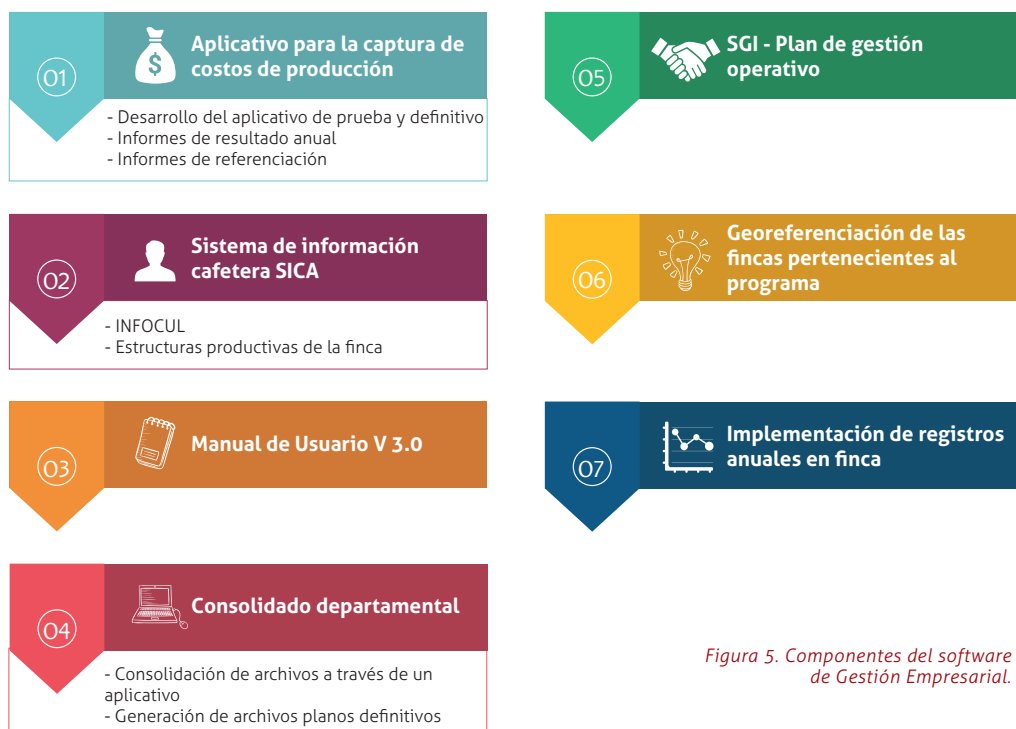 01
$
Aplicativo para la captura de
costos de producción
- Desarrollo del aplicativo de prueba y definitivo
- Informes de resultado anual
- Informes de referenciación
02
Sistema de información
cafetera SICA
- INFOCUL
- Estructuras productivas de la finca
03
Manual de Usuario V 3.0
04
Consolidado departamental
- Consolidación de archivos a través de un
aplicativo
- Generación de archivos planos definitivos
05
SGI - Plan de gestión
operativo
06
Georeferenciación de las
fincas pertenecientes al
programa
07
Implementación de registros
anuales en finca
Figura 5. Componentes del software
de Gestión Empresarial.